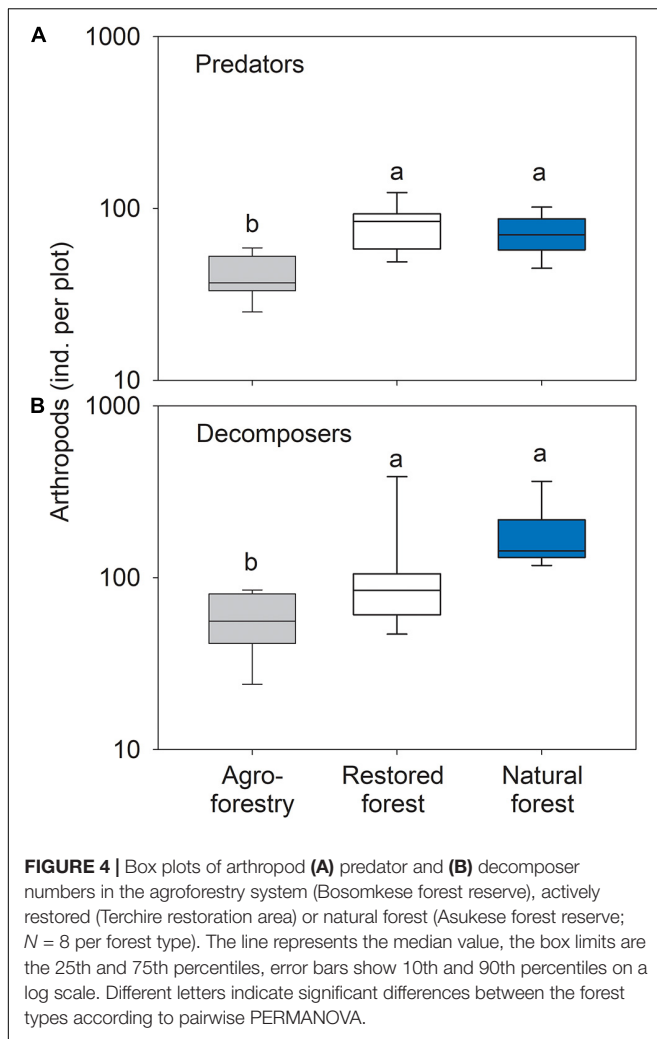 A
1000
Predators
100
10
b
a
a
Arthropods (ind. per plot)
B
1000
Decomposers
100
10
b
a
a
Agro-
forestry
Restored
forest
Natural
forest
FIGURE 4 | Box plots of arthropod (A) predator and (B) decomposer
numbers in the agroforestry system (Bosomkese forest reserve), actively
restored (Terchire restoration area) or natural forest (Asukese forest reserve;
N = 8 per forest type). The line represents the median value, the box limits are
the 25th and 75th percentiles, error bars show 10th and 90th percentiles on a
log scale. Different letters indicate significant differences between the forest
types according to pairwise PERMANOVA.